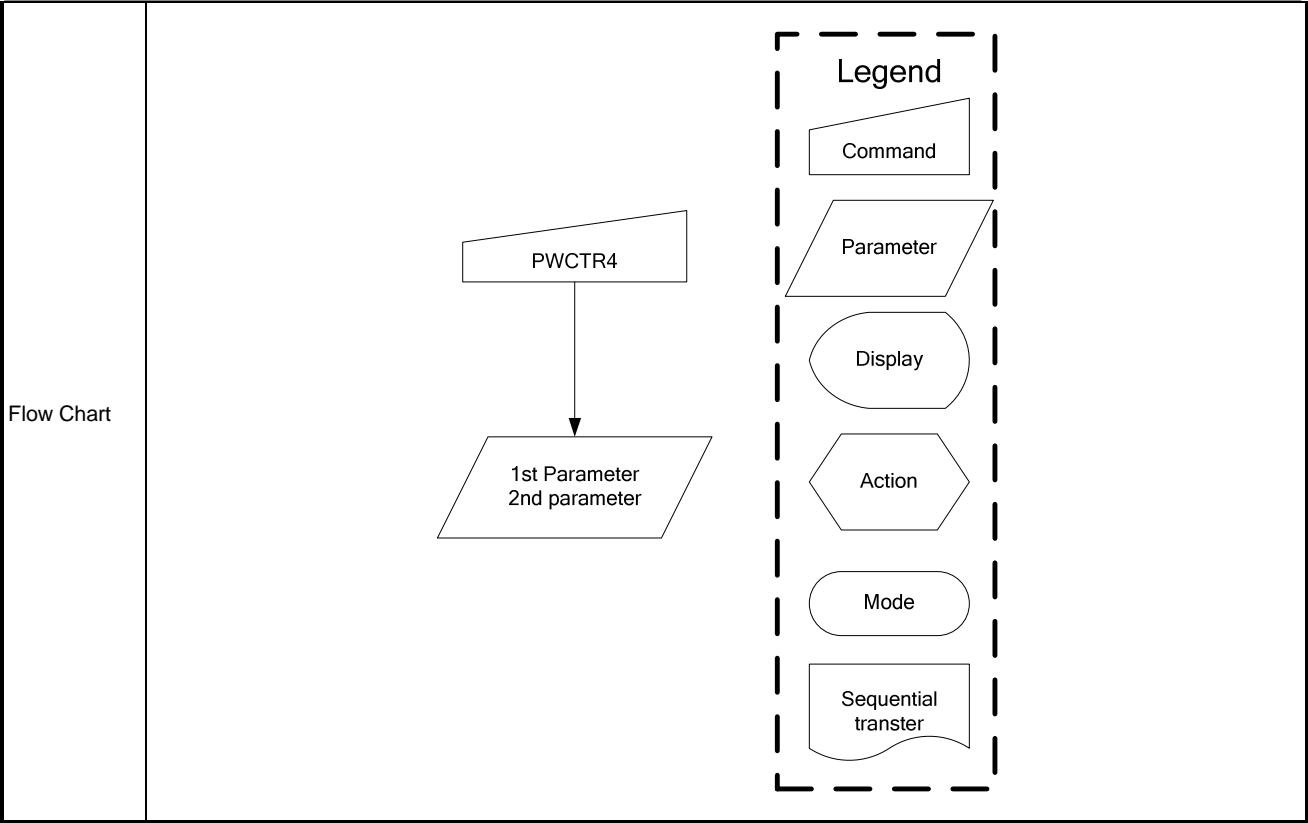 Flow Chart
PWCTR4
1st Parameter
2nd parameter
Legend
Command
Parameter
Display
Action
Mode
Sequential
transter